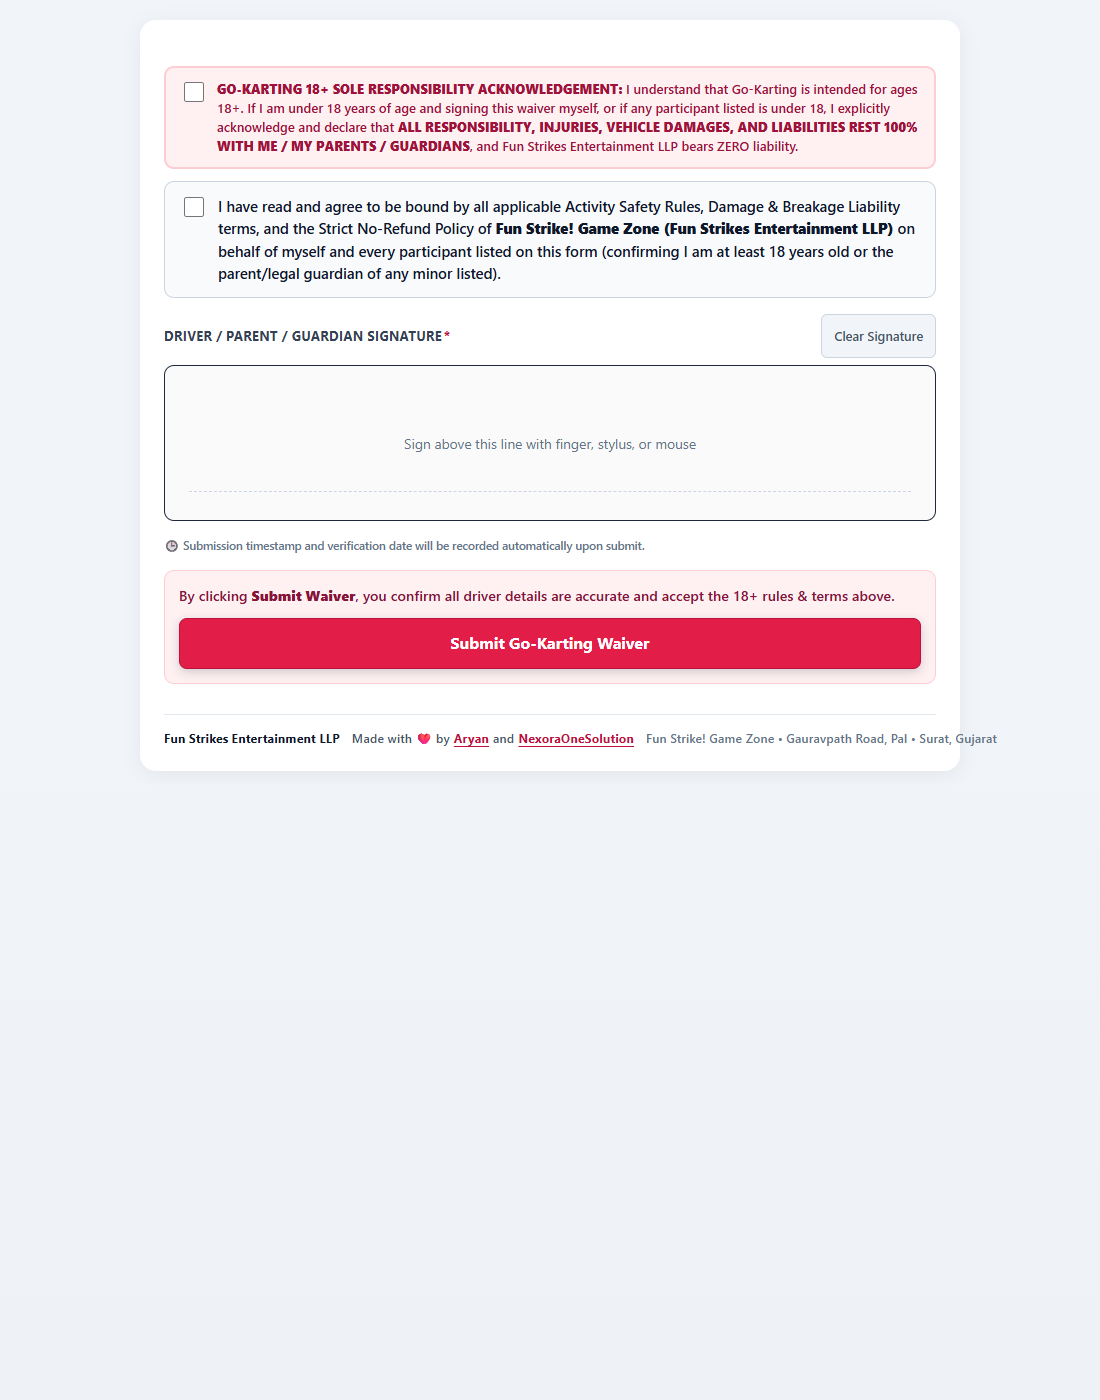 GO-KARTING 18+ SOLE RESPONSIBILITY ACKNOWLEDGEMENT: I understand that Go-Karting is intended for ages
18+. If I am under 18 years of age and signing this waiver myself, or if any participant listed is under 18, I explicitly
acknowledge and declare that ALL RESPONSIBILITY, INJURIES, VEHICLE DAMAGES, AND LIABILITIES REST 100%
WITH ME / MY PARENTS / GUARDIANS, and Fun Strikes Entertainment LLP bears ZERO liability.
I have read and agree to be bound by all applicable Activity Safety Rules, Damage & Breakage Liability
terms, and the Strict No-Refund Policy of Fun Strike! Game Zone (Fun Strikes Entertainment LLP) on
behalf of myself and every participant listed on this form (confirming I am at least 18 years old or the
parent/legal guardian of any minor listed).
DRIVER / PARENT / GUARDIAN SIGNATURE*
Clear Signature
Sign above this line with finger, stylus, or mouse
Submission timestamp and verification date will be recorded automatically upon submit.
By clicking Submit Waiver, you confirm all driver details are accurate and accept the 18+ rules & terms above.
Submit Go-Karting Waiver
Fun Strikes Entertainment LLP Made with ❤️ by Aryan and NexoraOneSolution Fun Strike! Game Zone • Gauravpath Road, Pal • Surat, Gujarat